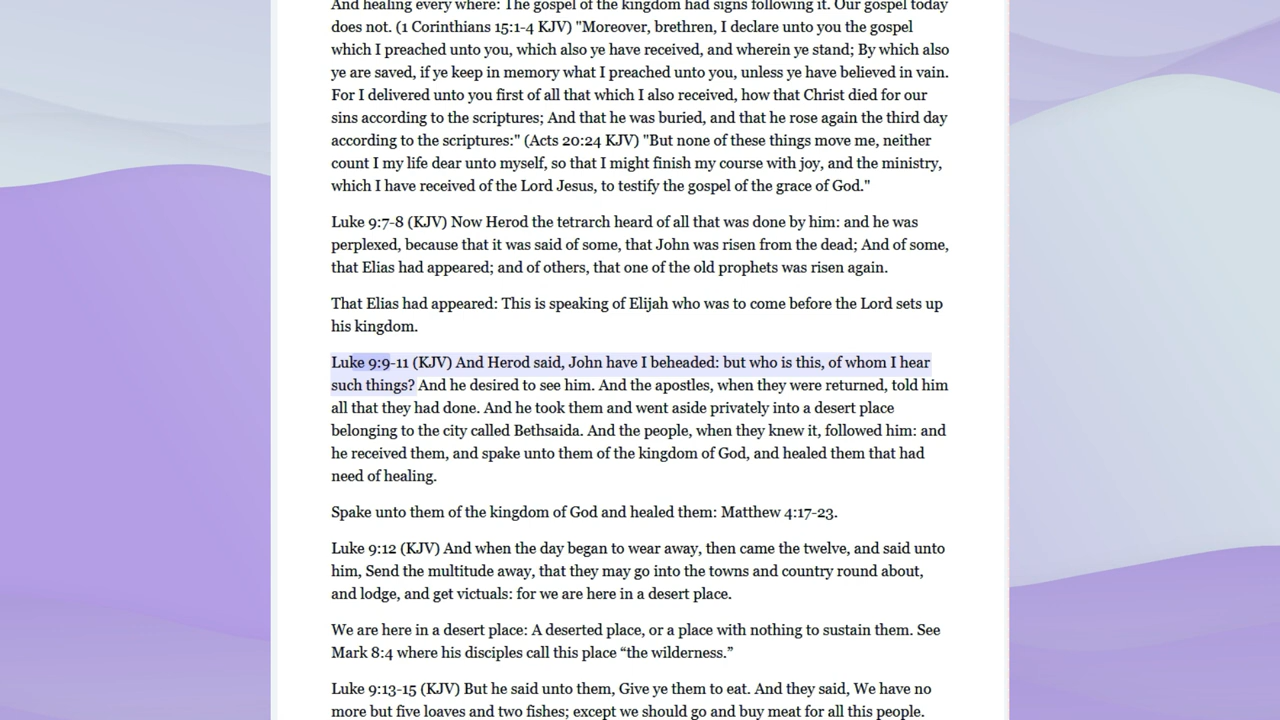 And healing every where: The gospel of the kingdom had signs following it. Our gospel today
does not. (1 Corinthians 15:1-4 KJV) "Moreover, brethren, I declare unto you the gospel
which I preached unto you, which also ye have received, and wherein ye stand; By which also
ye are saved, if ye keep in memory what I preached unto you, unless ye have believed in vain.
For I delivered unto you first of all that which I also received, how that Christ died for our
sins according to the scriptures; And that he was buried, and that he rose again the third day
according to the scriptures:" (Acts 20:24 KJV) "But none of these things move me, neither
count I my life dear unto myself, so that I might finish my course with joy, and the ministry,
which I have received of the Lord Jesus, to testify the gospel of the grace of God."
Luke 9:7-8 (KJV) Now Herod the tetrarch heard of all that was done by him: and he was
perplexed, because that it was said of some, that John was risen from the dead; And of some,
that Elias had appeared; and of others, that one of the old prophets was risen again.
That Elias had appeared: This is speaking of Elijah who was to come before the Lord sets up
his kingdom.
Luke 9:9-11 (KJV) And Herod said, John have I beheaded: but who is this, of whom I hear
such things? And he desired to see him. And the apostles, when they were returned, told him
all that they had done. And he took them and went aside privately into a desert place
belonging to the city called Bethsaida. And the people, when they knew it, followed him: and
he received them, and spake unto them of the kingdom of God, and healed them that had
need of healing.
Spake unto them of the kingdom of God and healed them: Matthew 4:17-23.
Luke 9:12 (KJV) And when the day began to wear away, then came the twelve, and said unto
him, Send the multitude away, that they may go into the towns and country round about,
and lodge, and get victuals: for we are here in a desert place.
We are here in a desert place: A deserted place, or a place with nothing to sustain them. See
Mark 8:4 where his disciples call this place “the wilderness.”
Luke 9:13-15 (KJV) But he said unto them, Give ye them to eat. And they said, We have no
more but five loaves and two fishes; except we should go and buy meat for all this people.